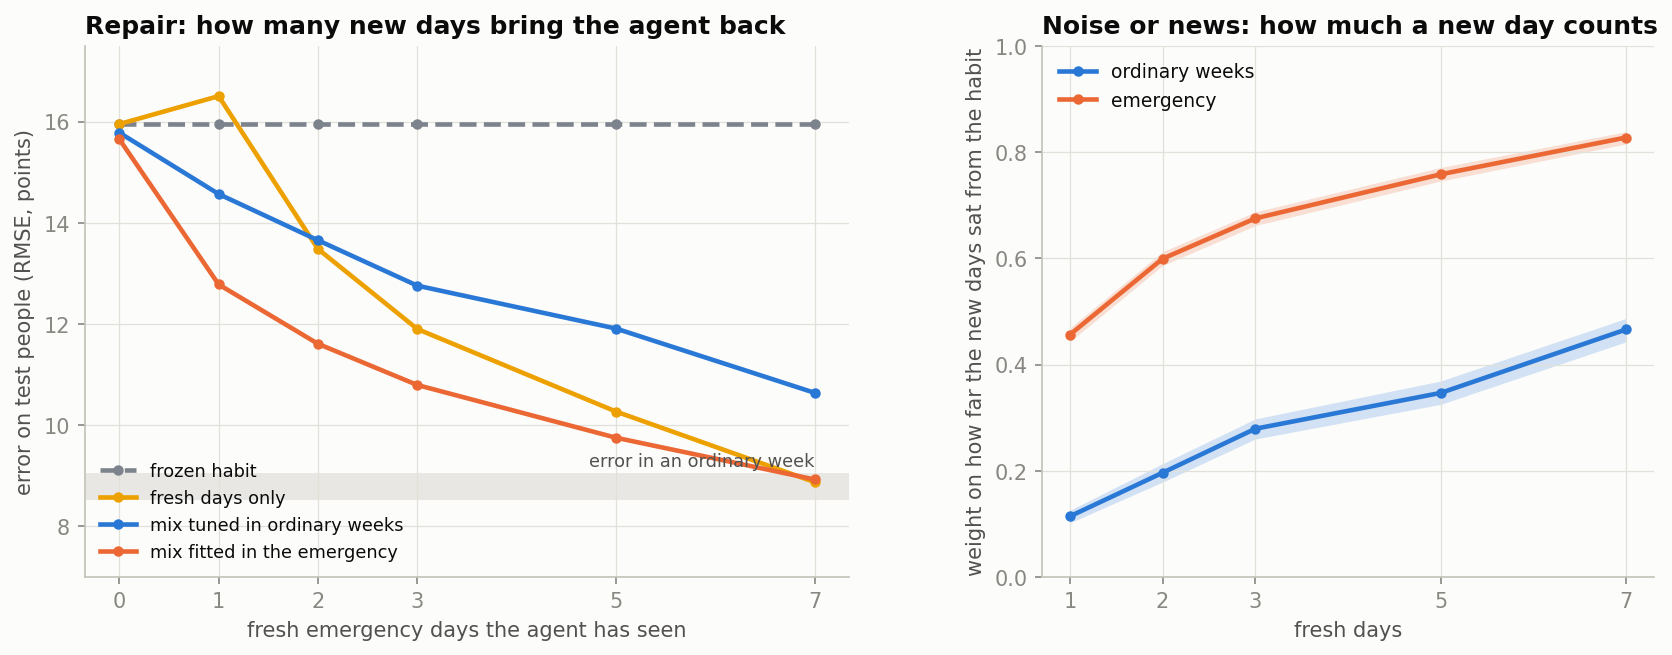 Repair: how many new days bring the agent back
error on test people (RMSE, points)
16
14
12
10
8
error in an ordinary week
frozen habit
fresh days only
mix tuned in ordinary weeks
mix fitted in the emergency
0 1 2 3 5 7
fresh emergency days the agent has seen
Noise or news: how much a new day counts
weight on how far the new days sat from the habit
1.0
0.8
0.6
0.4
0.2
0.0
ordinary weeks
emergency
1 2 3 5 7
fresh days